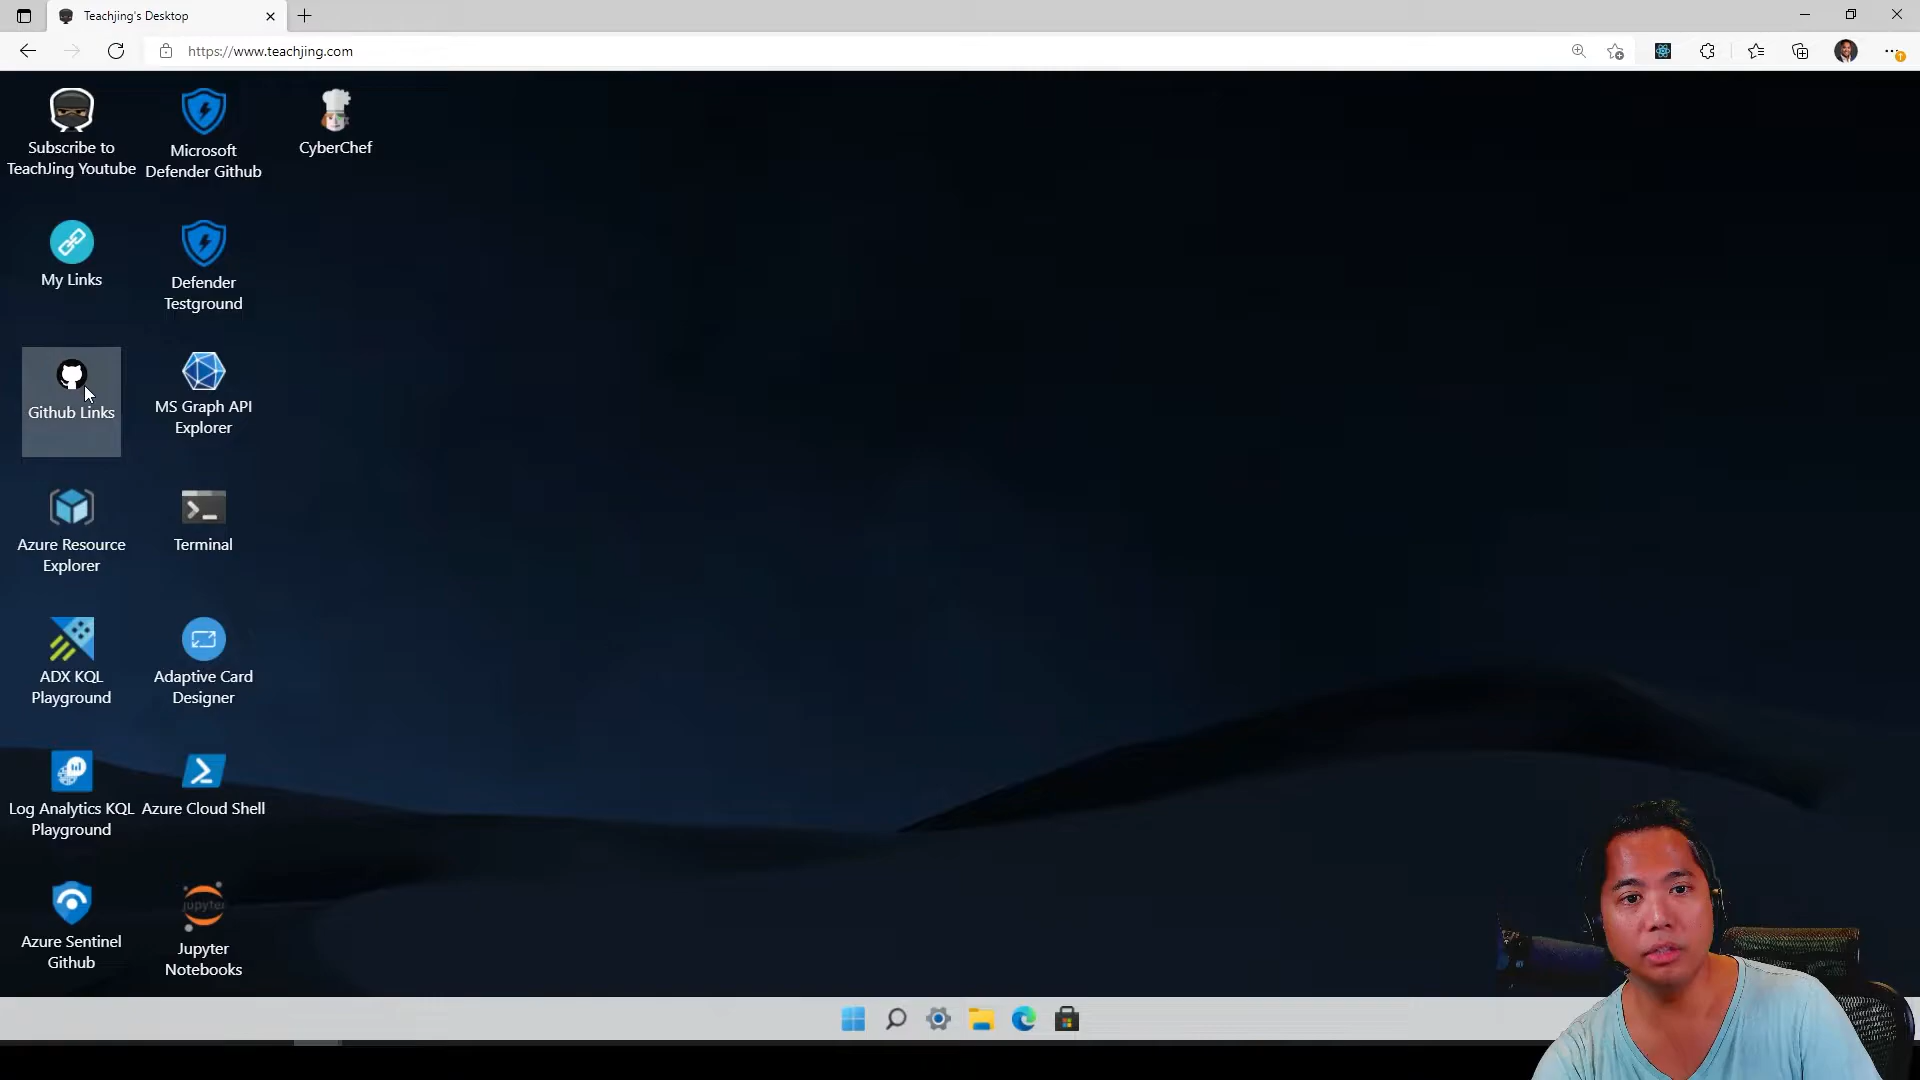 Teachjing's Desktop
https://www.teachjing.com
Subscribe to
TeachJing Youtube
Microsoft
Defender Github
CyberChef
My Links
Defender
Testground
Github Links
MS Graph API
Explorer
Azure Resource
Explorer
Terminal
ADX KQL
Playground
Adaptive Card
Designer
Log Analytics KQL
Playground
Azure Cloud Shell
Azure Sentinel
Github
jupyter
Jupyter
Notebooks